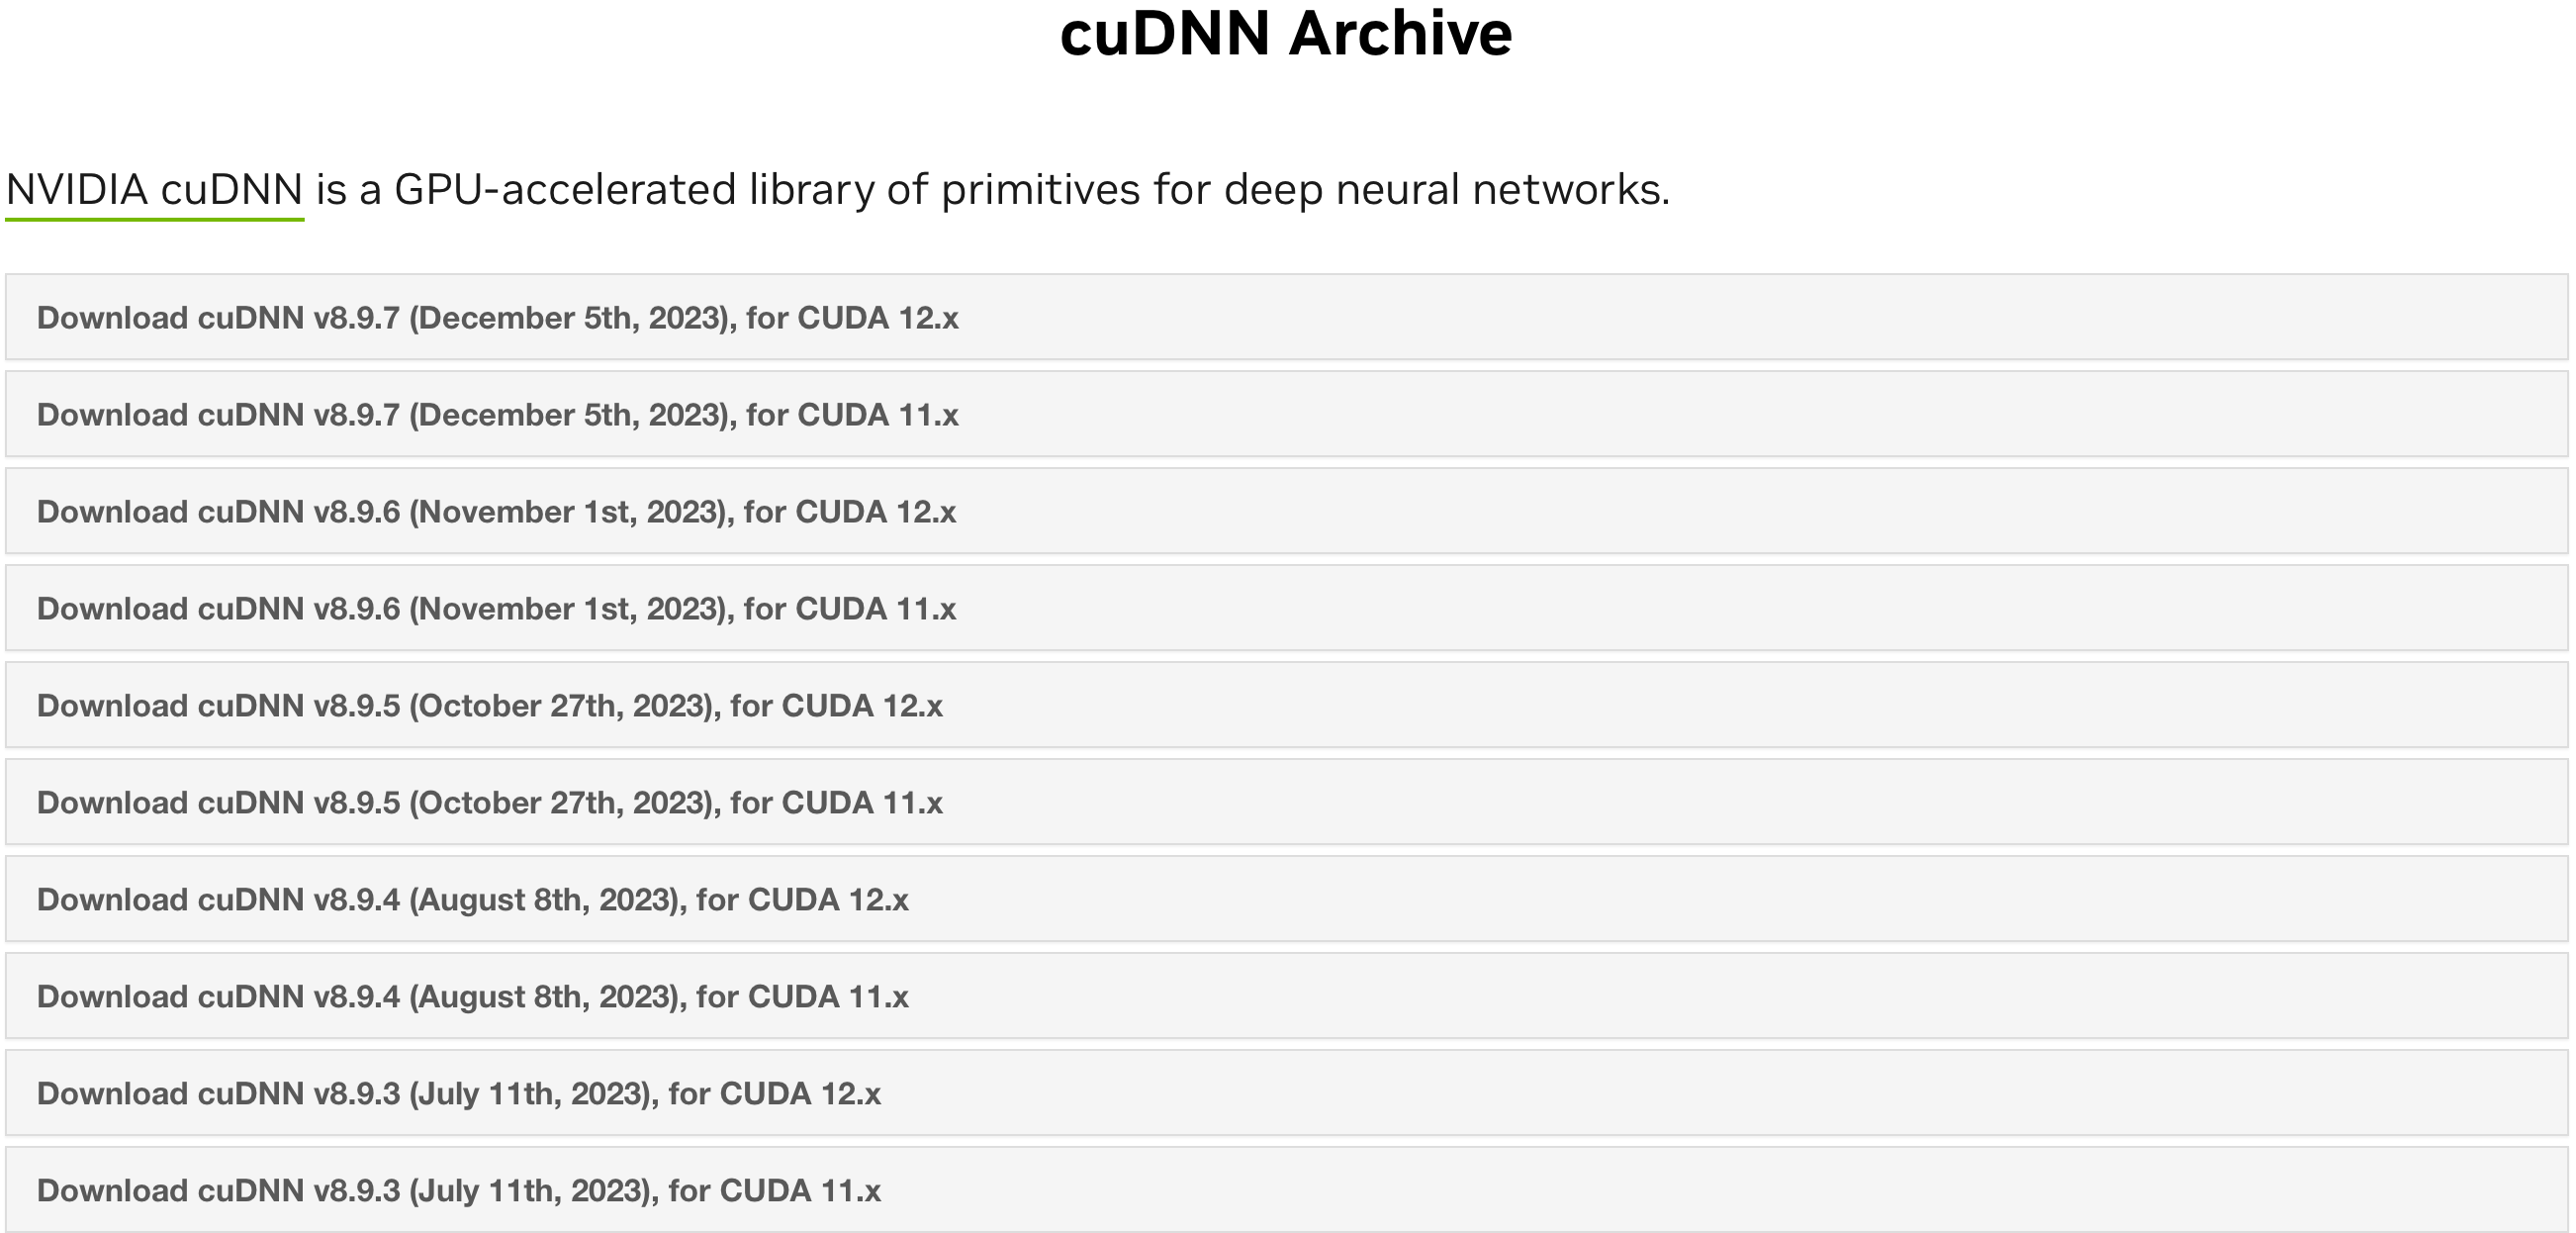 cuDNN Archive
NVIDIA cuDNN is a GPU-accelerated library of primitives for deep neural networks.
Download cuDNN v8.9.7 (December 5th, 2023), for CUDA 12.x
Download cuDNN v8.9.7 (December 5th, 2023), for CUDA 11.x
Download cuDNN v8.9.6 (November 1st, 2023), for CUDA 12.x
Download cuDNN v8.9.6 (November 1st, 2023), for CUDA 11.x
Download cuDNN v8.9.5 (October 27th, 2023), for CUDA 12.x
Download cuDNN v8.9.5 (October 27th, 2023), for CUDA 11.x
Download cuDNN v8.9.4 (August 8th, 2023), for CUDA 12.x
Download cuDNN v8.9.4 (August 8th, 2023), for CUDA 11.x
Download cuDNN v8.9.3 (July 11th, 2023), for CUDA 12.x
Download cuDNN v8.9.3 (July 11th, 2023), for CUDA 11.x